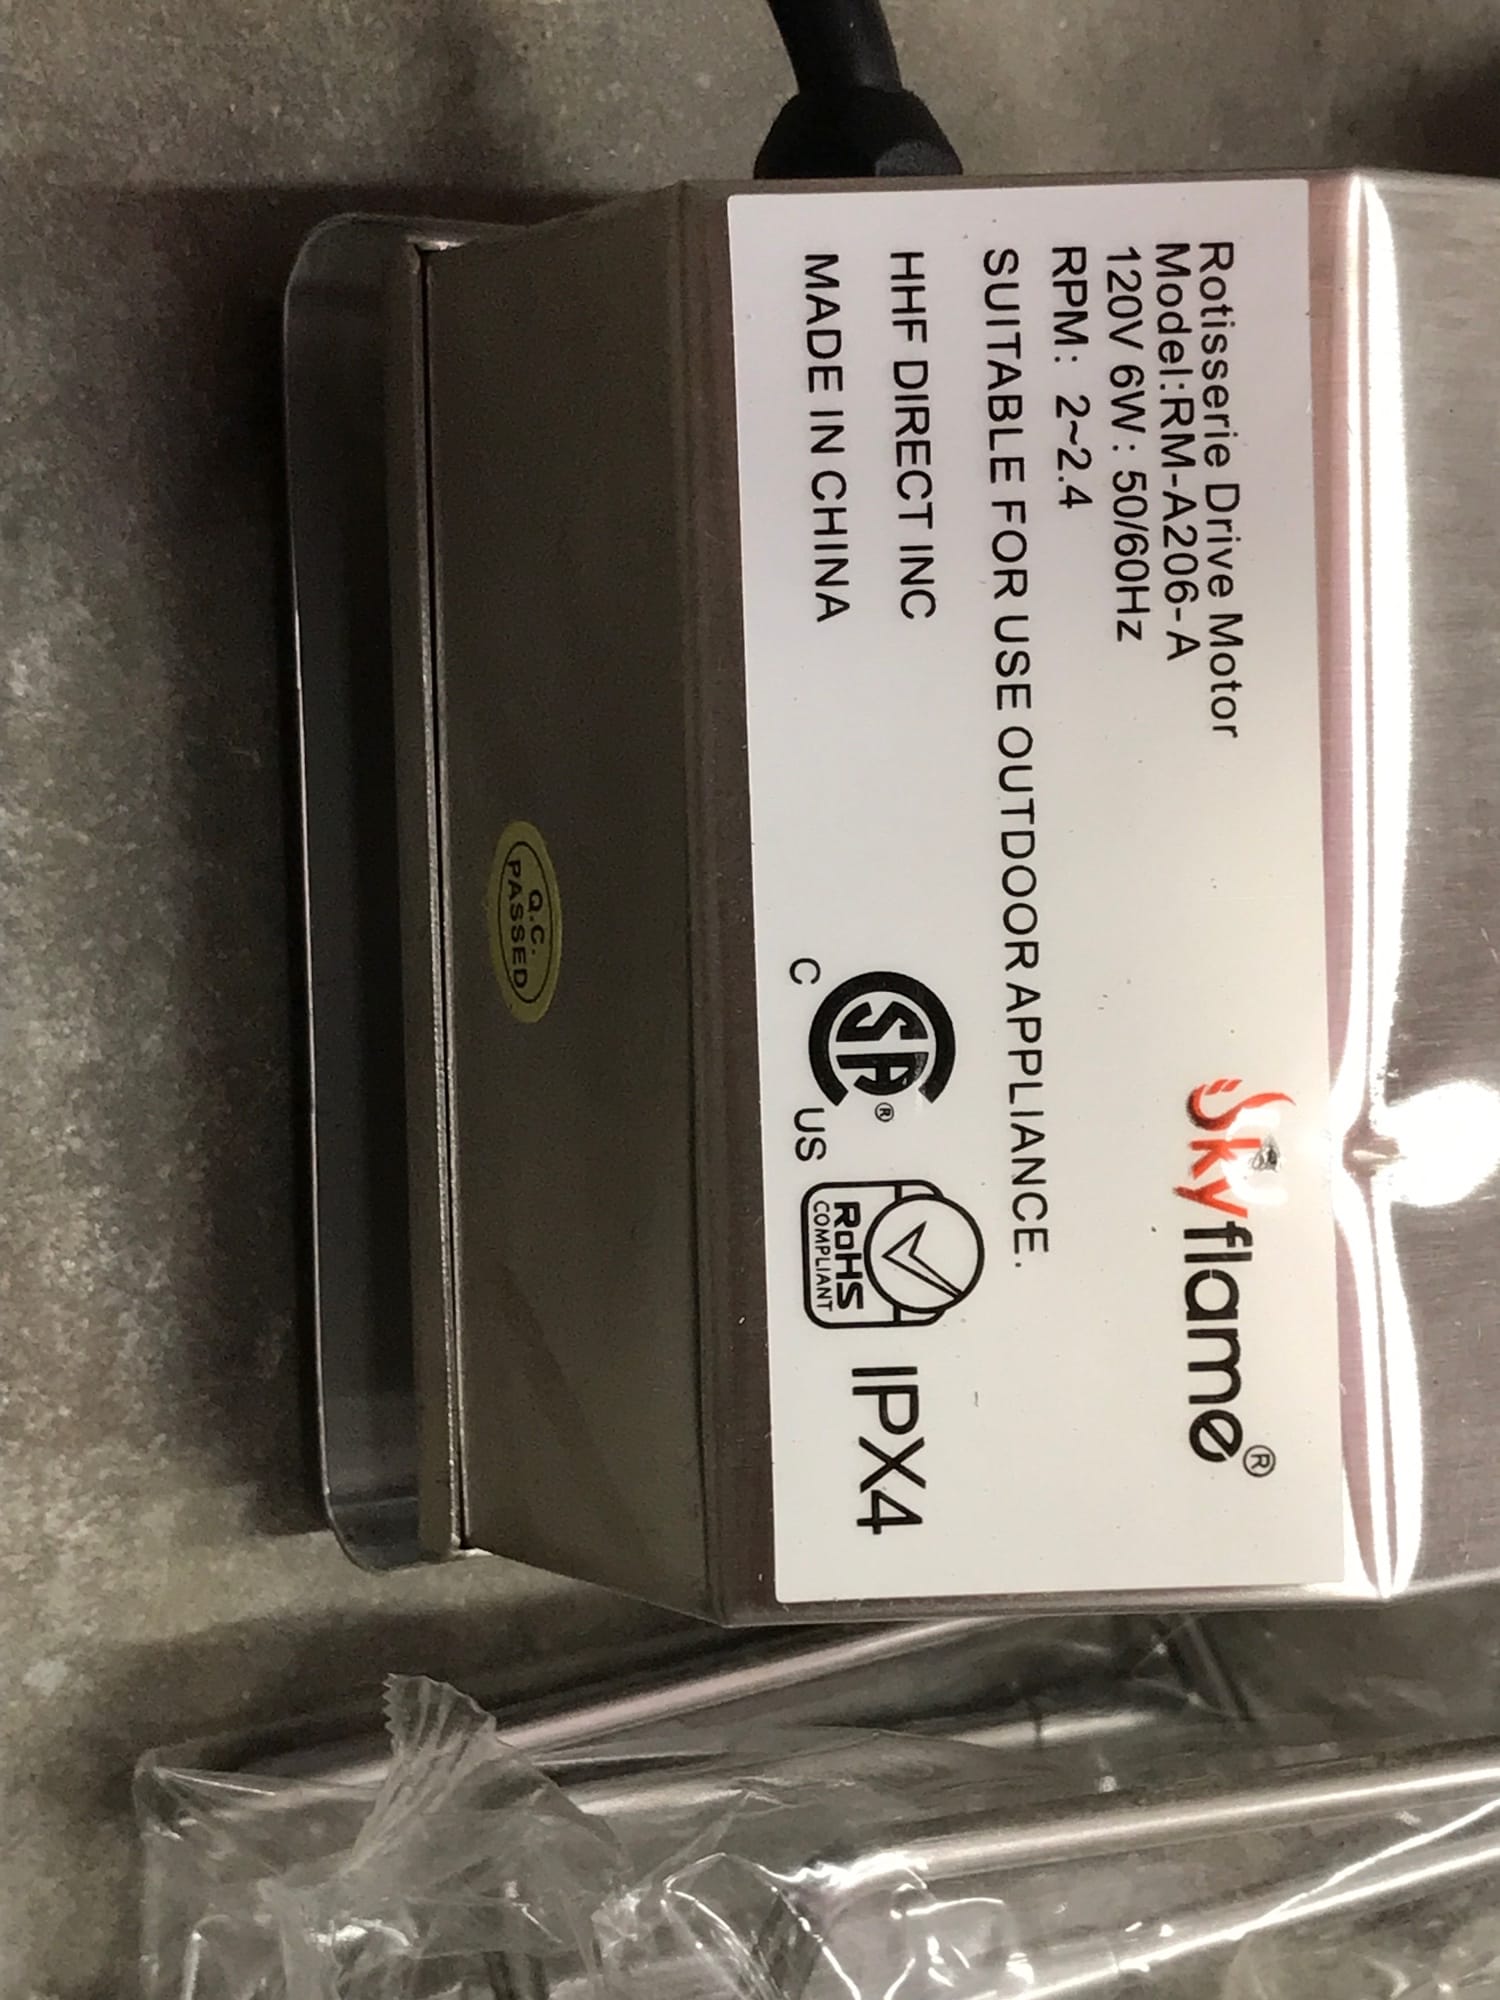 Rotisserie Drive Motor
Model:RM-A206-A
120V 6W: 50/60Hz
RPM: 2~2.4
Skyflame®
SUITABLE FOR USE OUTDOOR APPLIANCE.
HHF DIRECT INC
MADE IN CHINA
C SA® US
RoHS
COMPLIANT
IPX4
Q.C.
PASSED